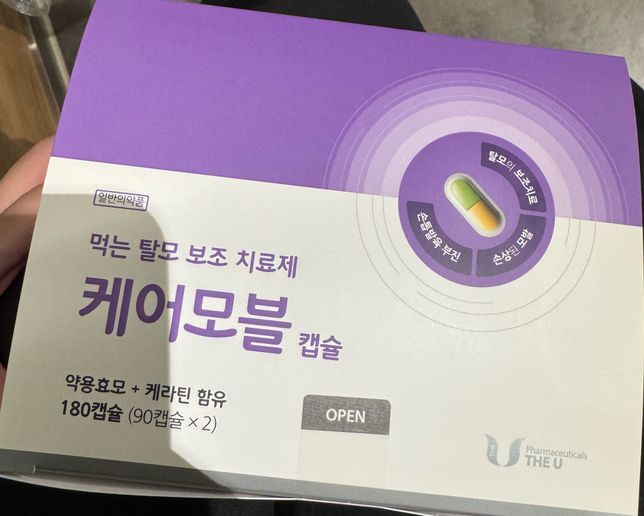 일반의약품
먹는 탈모 보조 치료제
케어모블 캡슐
약용효모 + 케라틴 함유
180캡슐 (90캡슐 × 2)
탈모의 보조치료
손상된 모발
손톱발육 부진
OPEN
THE
Pharmaceuticals
THE U